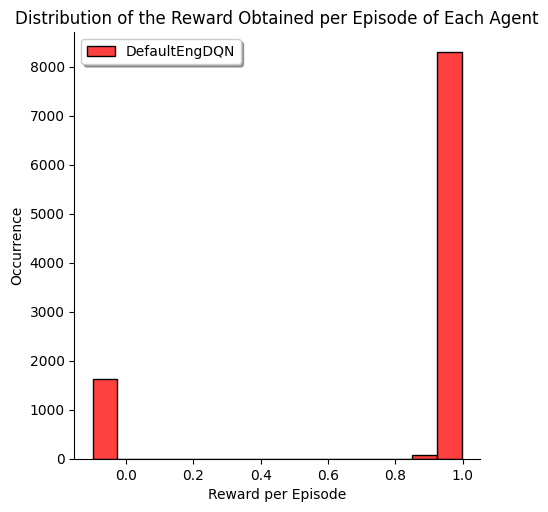 Distribution of the Reward Obtained per Episode of Each Agent
DefaultEngDQN
8000
7000
6000
5000
4000
3000
2000
1000
0
Occurrence
0.0 0.2 0.4 0.6 0.8 1.0
Reward per Episode